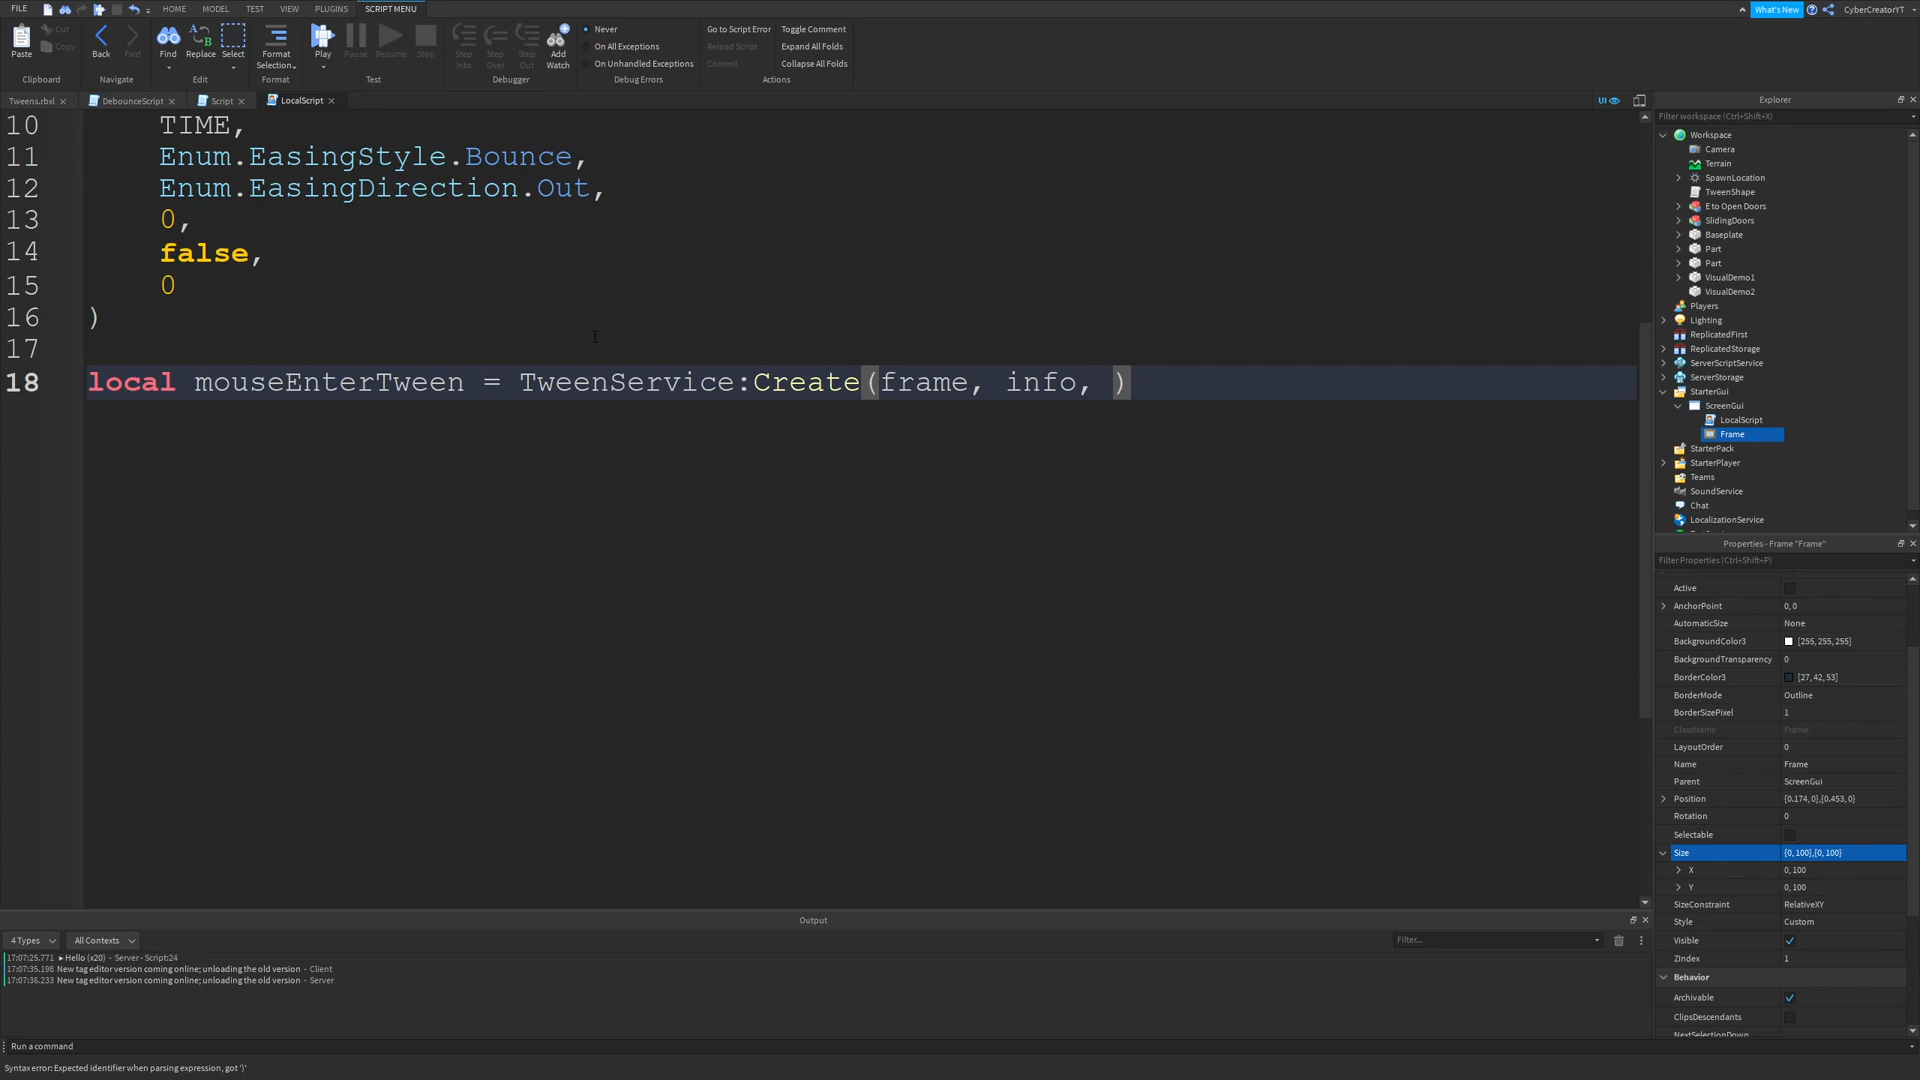 FILE HOME MODEL TEST VIEW PLUGINS SCRIPT MENU What's New CyberCreatorYT
Cut
Copy
Paste
Back
Fwd
Find
Replace
Select
Format
Selection
Play
Pause
Resume
Stop
Step
Into
Step
Over
Step
Out
Add
Watch
Never
On All Exceptions
On Unhandled Exceptions
Go to Script Error
Reload Script
Commit
Toggle Comment
Expand All Folds
Collapse All Folds
Clipboard Navigate Edit Format Test Debugger Debug Errors Actions
Tweens.rbxl DebounceScript Script LocalScript UI
10 TIME,
11 Enum.EasingStyle.Bounce,
12 Enum.EasingDirection.Out,
13 0,
14 false,
15 0
16 )
17
18 local mouseEnterTween = TweenService:Create(frame, info, )
Explorer
Filter workspace (Ctrl+Shift+X)
Workspace
Camera
Terrain
SpawnLocation
TweenShape
E to Open Doors
SlidingDoors
Baseplate
Part
Part
VisualDemo1
VisualDemo2
Players
Lighting
ReplicatedFirst
ReplicatedStorage
ServerScriptService
ServerStorage
StarterGui
ScreenGui
LocalScript
Frame
StarterPack
StarterPlayer
Teams
SoundService
Chat
LocalizationService
Properties - Frame "Frame"
Filter Properties (Ctrl+Shift+P)
Active
AnchorPoint 0, 0
AutomaticSize None
BackgroundColor3 [255, 255, 255]
BackgroundTransparency 0
BorderColor3 [27, 42, 53]
BorderMode Outline
BorderSizePixel 1
ClassName Frame
LayoutOrder 0
Name Frame
Parent ScreenGui
Position {0.174, 0},{0.453, 0}
Rotation 0
Selectable
Size {0, 100},{0, 100}
X 0, 100
Y 0, 100
SizeConstraint RelativeXY
Style Custom
Visible
ZIndex 1
Behavior
Archivable
ClipsDescendants
NextSelectionDown
Output
4 Types All Contexts Filter...
17:07:25.771 Hello (x20) - Server - Script:24
17:07:35.198 New tag editor version coming online; unloading the old version - Client
17:07:36.233 New tag editor version coming online; unloading the old version - Server
Run a command
Syntax error: Expected identifier when parsing expression, got ')'